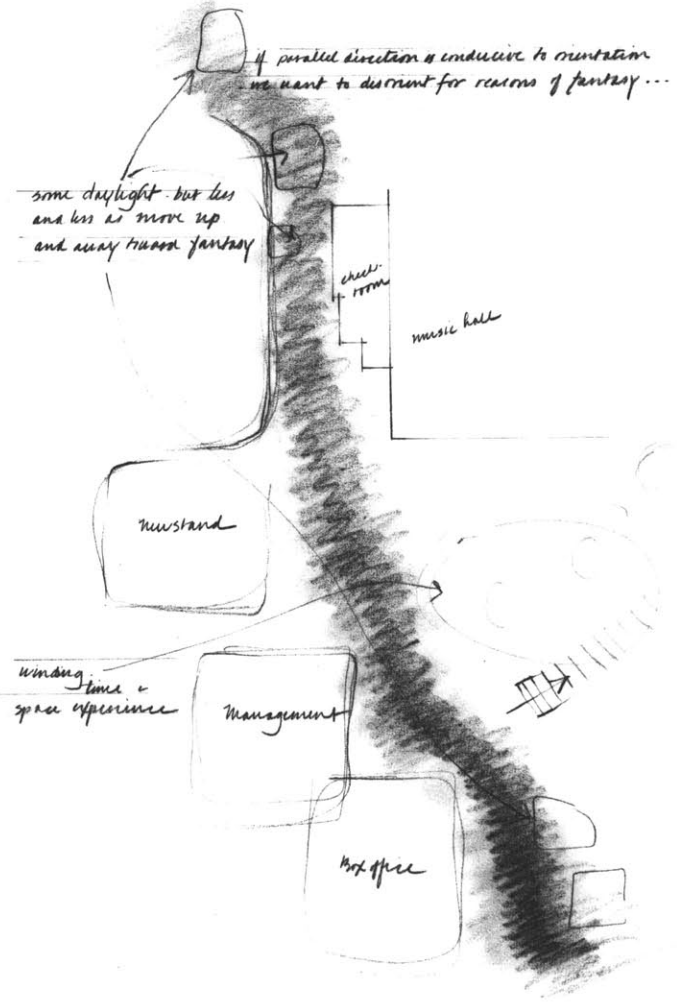 if parallel direction is conducive to orientation
we want to disorient for reasons of fantasy...
some daylight - but less
and less as move up
and away toward fantasy
check-
room
music hall
Newstand
winding
time +
space experience
Management
Box office